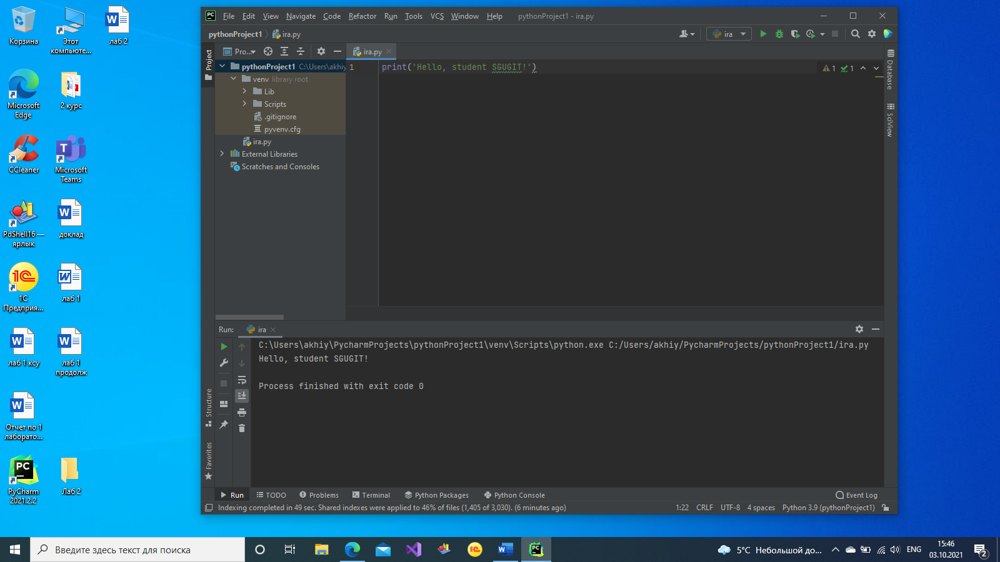 Корзина
Этот
компьюте...
лаб 2
Microsoft
Edge
2 курс
CCleaner
Microsoft
Teams
PdShell16 —
ярлык
доклад
1С
Предприя...
лаб 1
лаб 1 ксу
лаб 1
продолж
Отчет по 1
лаборато...
PyCharm
2021.2.2
Лаб 2
File Edit View Navigate Code Refactor Run Tools VCS Window Help pythonProject1 - ira.py
pythonProject1 ira.py
ira
Project
Pro...
ira.py
pythonProject1 C:\Users\akhiy
venv library root
Lib
Scripts
.gitignore
pyvenv.cfg
ira.py
External Libraries
Scratches and Consoles
1 print('Hello, student SGUGIT!')
1 1
Database
SciView
Run: ira
C:\Users\akhiy\PycharmProjects\pythonProject1\venv\Scripts\python.exe C:/Users/akhiy/PycharmProjects/pythonProject1/ira.py
Hello, student SGUGIT!
Process finished with exit code 0
Structure
Favorites
Run TODO Problems Terminal Python Packages Python Console Event Log
Indexing completed in 49 sec. Shared indexes were applied to 46% of files (1,405 of 3,030). (6 minutes ago) 1:22 CRLF UTF-8 4 spaces Python 3.9 (pythonProject1)
Введите здесь текст для поиска
5°C Небольшой до...
ENG
15:46
03.10.2021
2